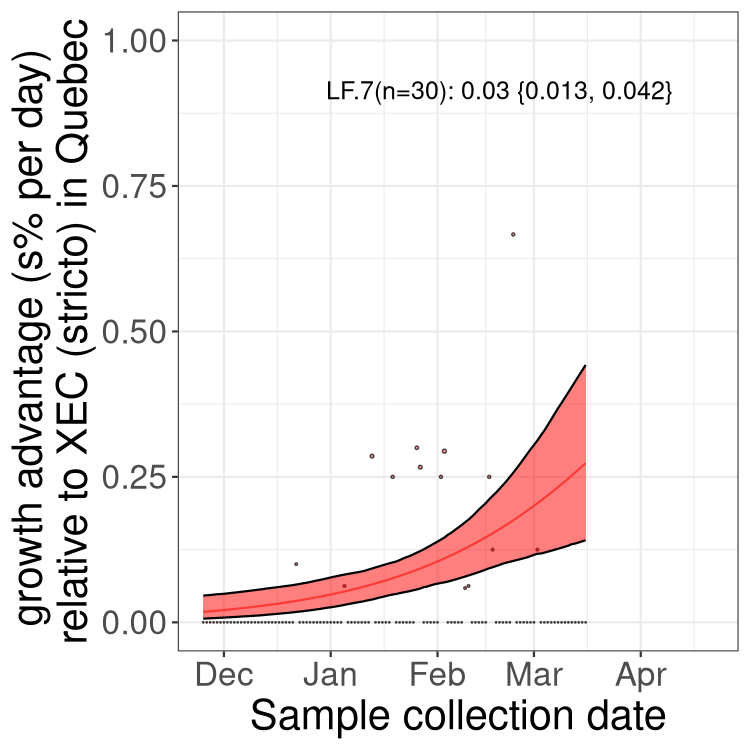 growth advantage (s% per day)
relative to XEC (stricto) in Quebec
1.00
0.75
0.50
0.25
0.00
LF.7(n=30): 0.03 {0.013, 0.042}
Dec Jan Feb Mar Apr
Sample collection date